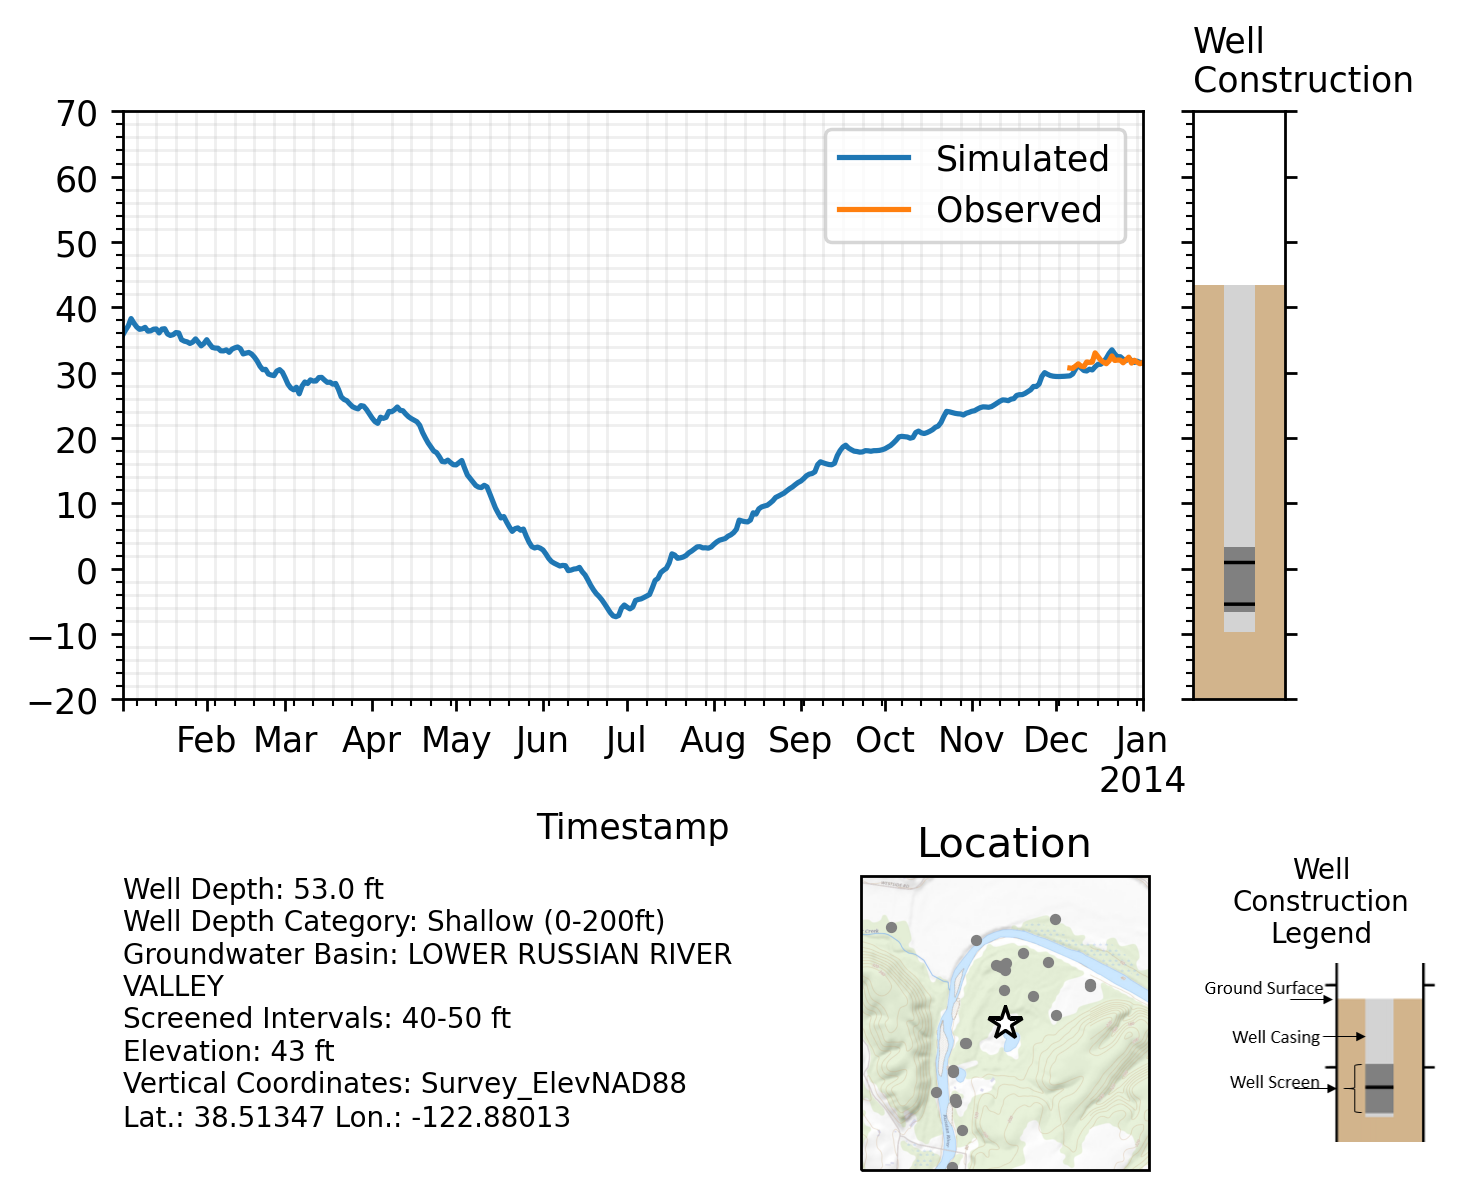 Well
Construction
70
60
50
40
30
20
10
0
−10
−20
Simulated
Observed
Feb Mar Apr May Jun Jul Aug Sep Oct Nov Dec Jan
2014
Timestamp
Well Depth: 53.0 ft
Well Depth Category: Shallow (0-200ft)
Groundwater Basin: LOWER RUSSIAN RIVER
VALLEY
Screened Intervals: 40-50 ft
Elevation: 43 ft
Vertical Coordinates: Survey_ElevNAD88
Lat.: 38.51347 Lon.: -122.88013
Location
Well
Construction
Legend
Ground Surface
Well Casing
Well Screen